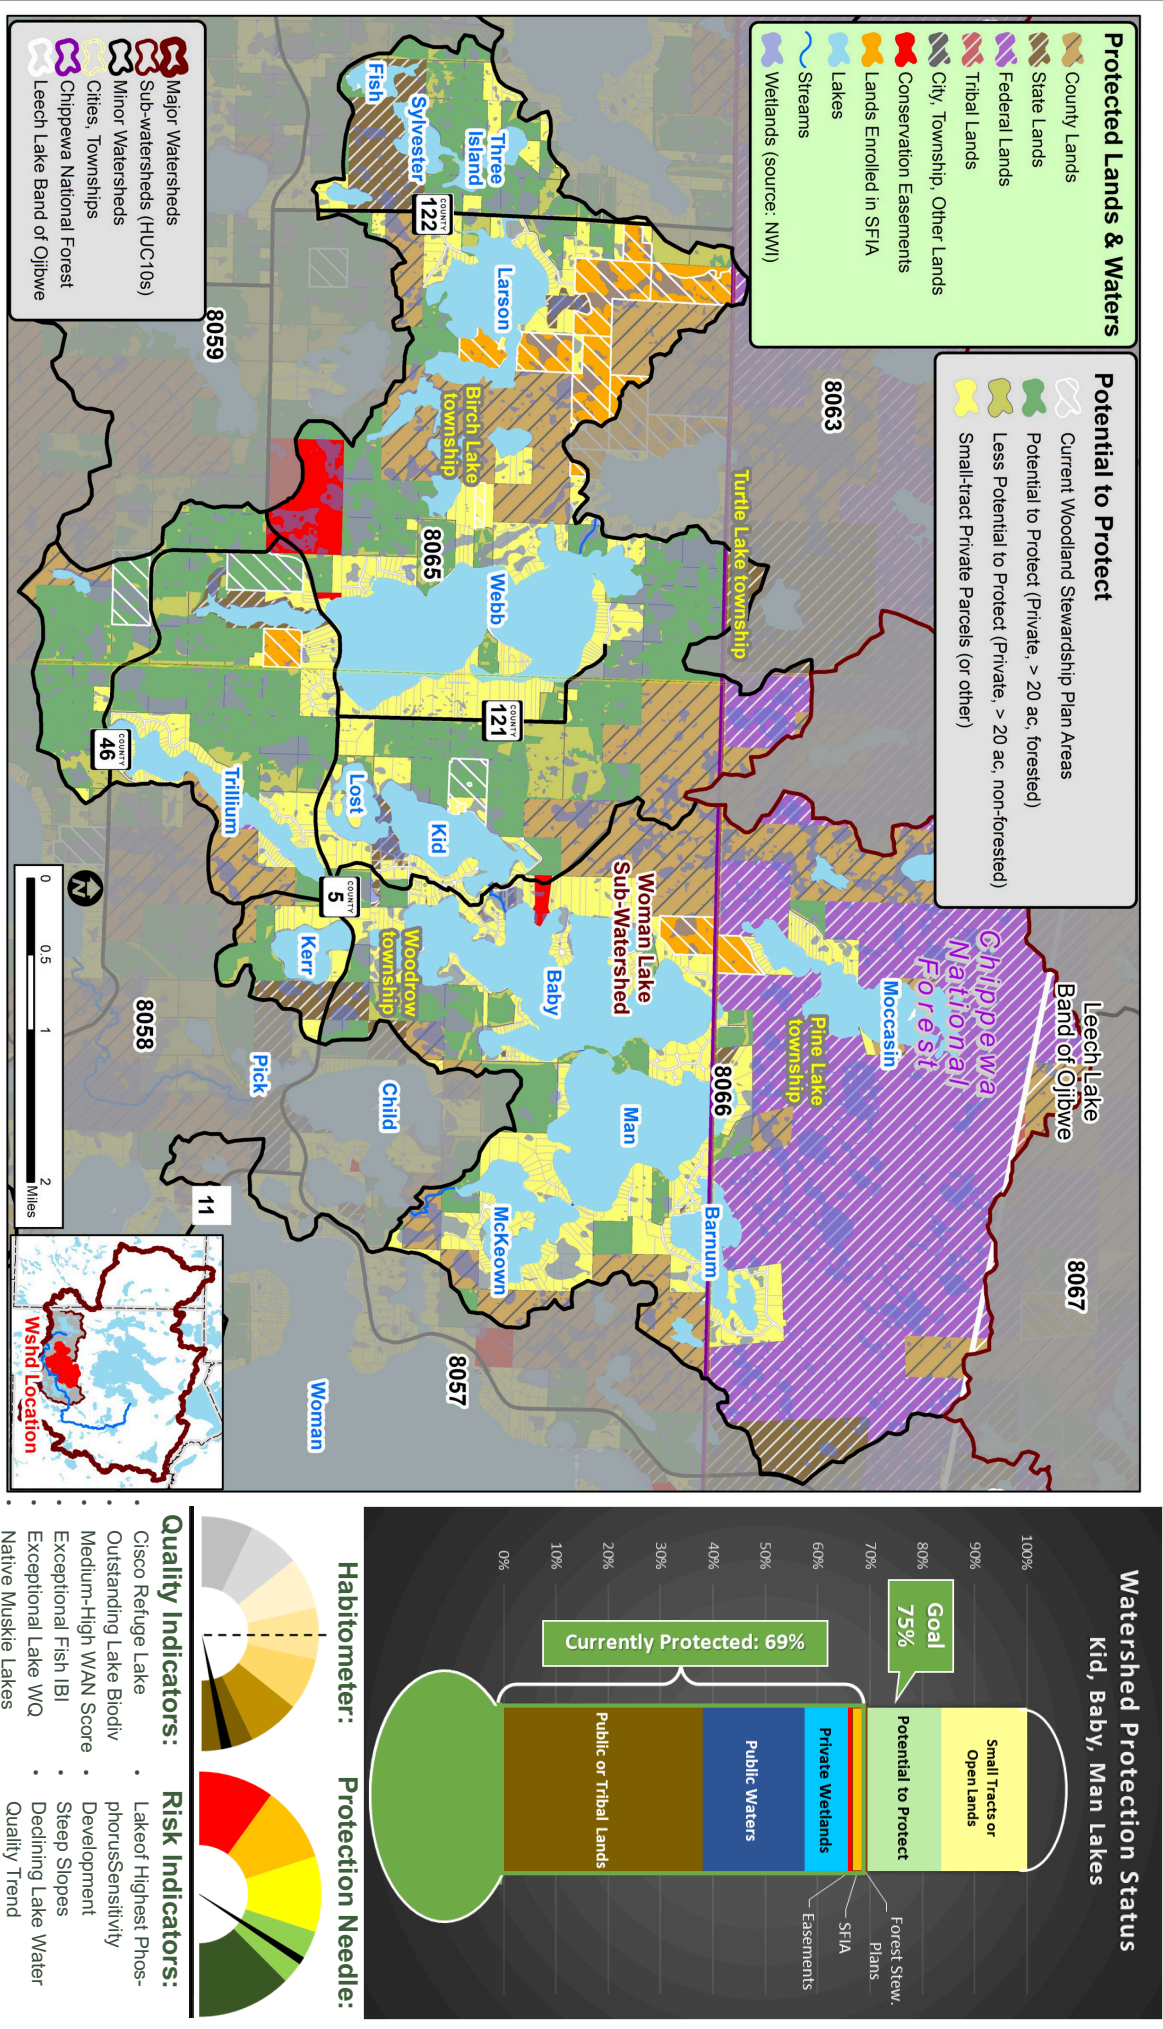 Protected Lands & Waters
County Lands
State Lands
Federal Lands
Tribal Lands
City, Township, Other Lands
Conservation Easements
Lands Enrolled in SFIA
Lakes
Streams
Wetlands (source: NWI)
Potential to Protect
Current Woodland Stewardship Plan Areas
Potential to Protect (Private, > 20 ac, forested)
Less Potential to Protect (Private, > 20 ac, non-forested)
Small-tract Private Parcels (or other)
Major Watersheds
Sub-watersheds (HUC10s)
Minor Watersheds
Cities, Townships
Chippewa National Forest
Leech Lake Band of Ojibwe
8063
Turtle Lake township
Leech Lake
Band of Ojibwe
8067
Chippewa
National
Forest
Moccasin
Pine Lake
township
8066
Woman Lake
Sub-Watershed
Three
Island
Sylvester
Fish
COUNTY
122
Larson
Birch Lake
township
8065
Webb
COUNTY
121
Kid
Lost
Baby
Man
Barnum
McKeown
Woodrow
township
COUNTY
5
Kerr
Child
Pick
Trillium
COUNTY
46
8059
8058
8057
Woman
11
N
0
0.5
1
2
Miles
Wshd Location
Watershed Protection Status
Kid, Baby, Man Lakes
100%
90%
80%
70%
60%
50%
40%
30%
20%
10%
0%
Goal
75%
Currently Protected: 69%
Small Tracts or
Open Lands
Potential to Protect
Private Wetlands
Public Waters
Public or Tribal Lands
Forest Stew.
Plans
SFIA
Easements
Habitometer:
Protection Needle:
Quality Indicators:
• Cisco Refuge Lake
• Outstanding Lake Biodiv
• Medium-High WAN Score
• Exceptional Fish IBI
• Exceptional Lake WQ
• Native Muskie Lakes
Risk Indicators:
• Lakeof Highest Phos-
phorusSensitivity
• Development
• Steep Slopes
• Declining Lake Water
Quality Trend